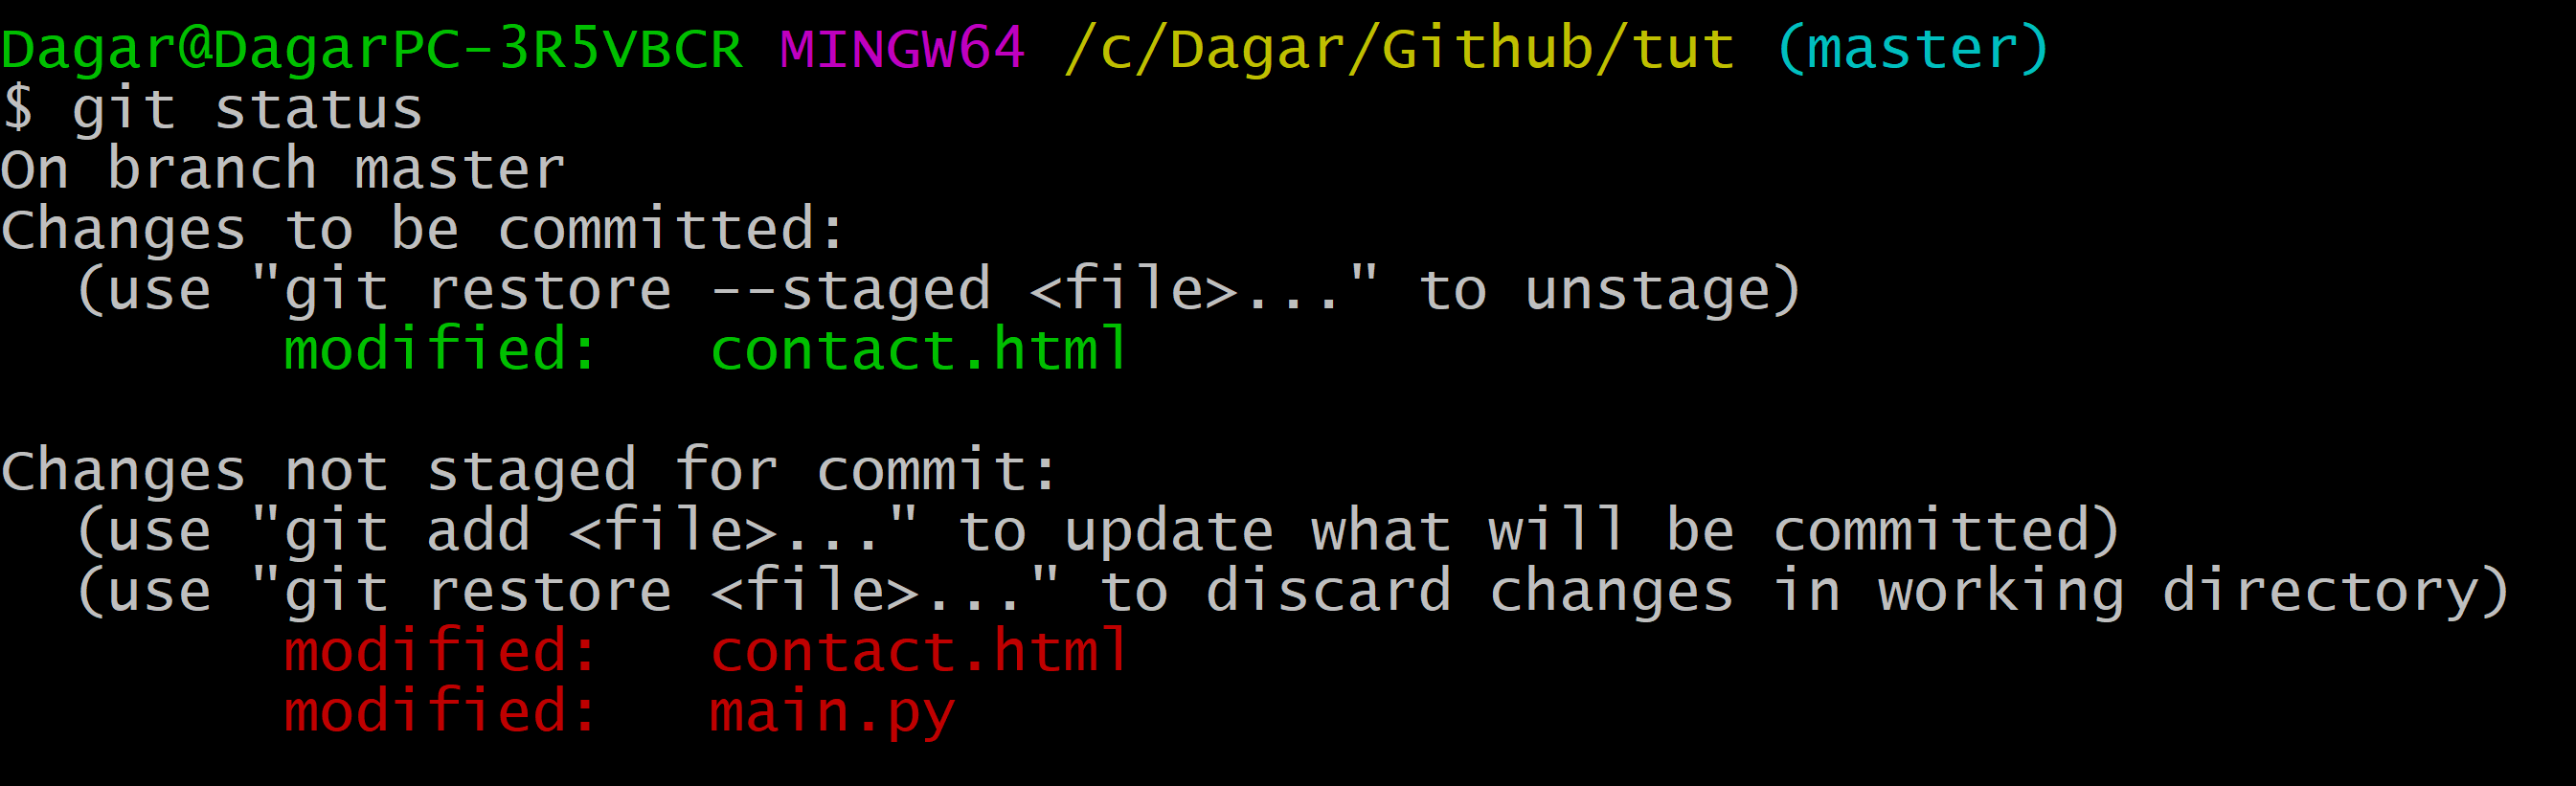 Dagar@DagarPC-3R5VBCR MINGW64 /c/Dagar/Github/tut (master)
$ git status
On branch master
Changes to be committed:
  (use "git restore --staged <file>..." to unstage)
        modified:   contact.html

Changes not staged for commit:
  (use "git add <file>..." to update what will be committed)
  (use "git restore <file>..." to discard changes in working directory)
        modified:   contact.html
        modified:   main.py